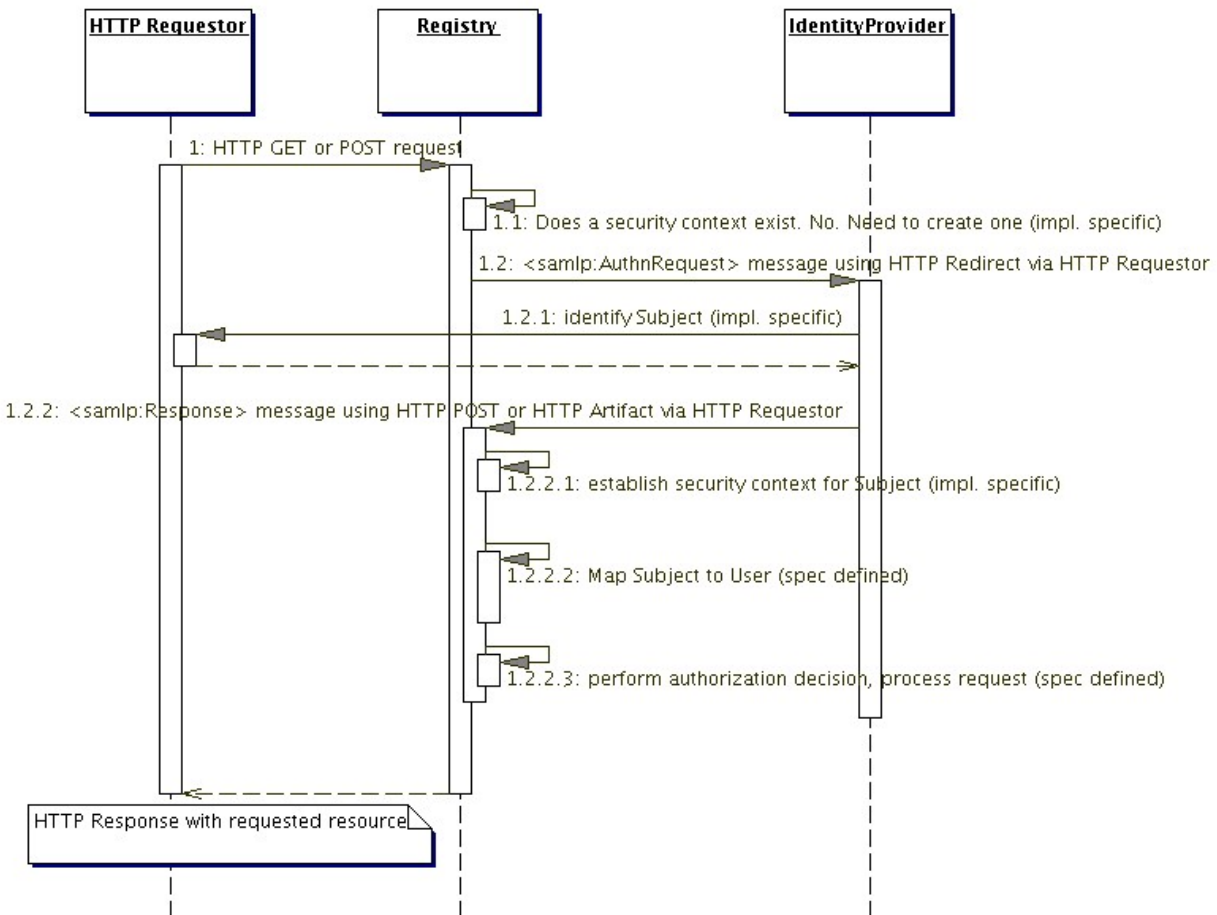 HTTP Requestor
Registry
IdentityProvider
1: HTTP GET or POST request
1.1: Does a security context exist. No. Need to create one (impl. specific)
1.2: <samlp:AuthnRequest> message using HTTP Redirect via HTTP Requestor
1.2.1: identify Subject (impl. specific)
1.2.2: <samlp:Response> message using HTTP POST or HTTP Artifact via HTTP Requestor
1.2.2.1: establish security context for Subject (impl. specific)
1.2.2.2: Map Subject to User (spec defined)
1.2.2.3: perform authorization decision, process request (spec defined)
HTTP Response with requested resource